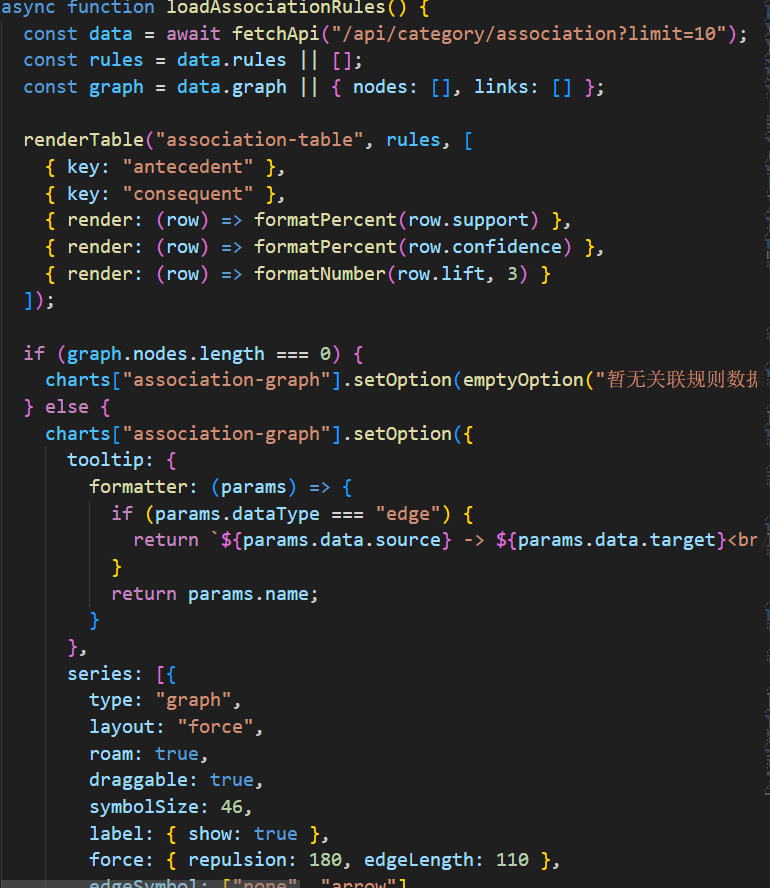 async function loadAssociationRules() {
  const data = await fetchApi("/api/category/association?limit=10");
  const rules = data.rules || [];
  const graph = data.graph || { nodes: [], links: [] };

  renderTable("association-table", rules, [
    { key: "antecedent" },
    { key: "consequent" },
    { render: (row) => formatPercent(row.support) },
    { render: (row) => formatPercent(row.confidence) },
    { render: (row) => formatNumber(row.lift, 3) }
  ]);

  if (graph.nodes.length === 0) {
    charts["association-graph"].setOption(emptyOption("暂无关联规则数据
  } else {
    charts["association-graph"].setOption({
      tooltip: {
        formatter: (params) => {
          if (params.dataType === "edge") {
            return `${params.data.source} -> ${params.data.target}<br
          }
          return params.name;
        }
      },
      series: [{
        type: "graph",
        layout: "force",
        roam: true,
        draggable: true,
        symbolSize: 46,
        label: { show: true },
        force: { repulsion: 180, edgeLength: 110 },
        edgeSymbol: ["none", "arrow"]